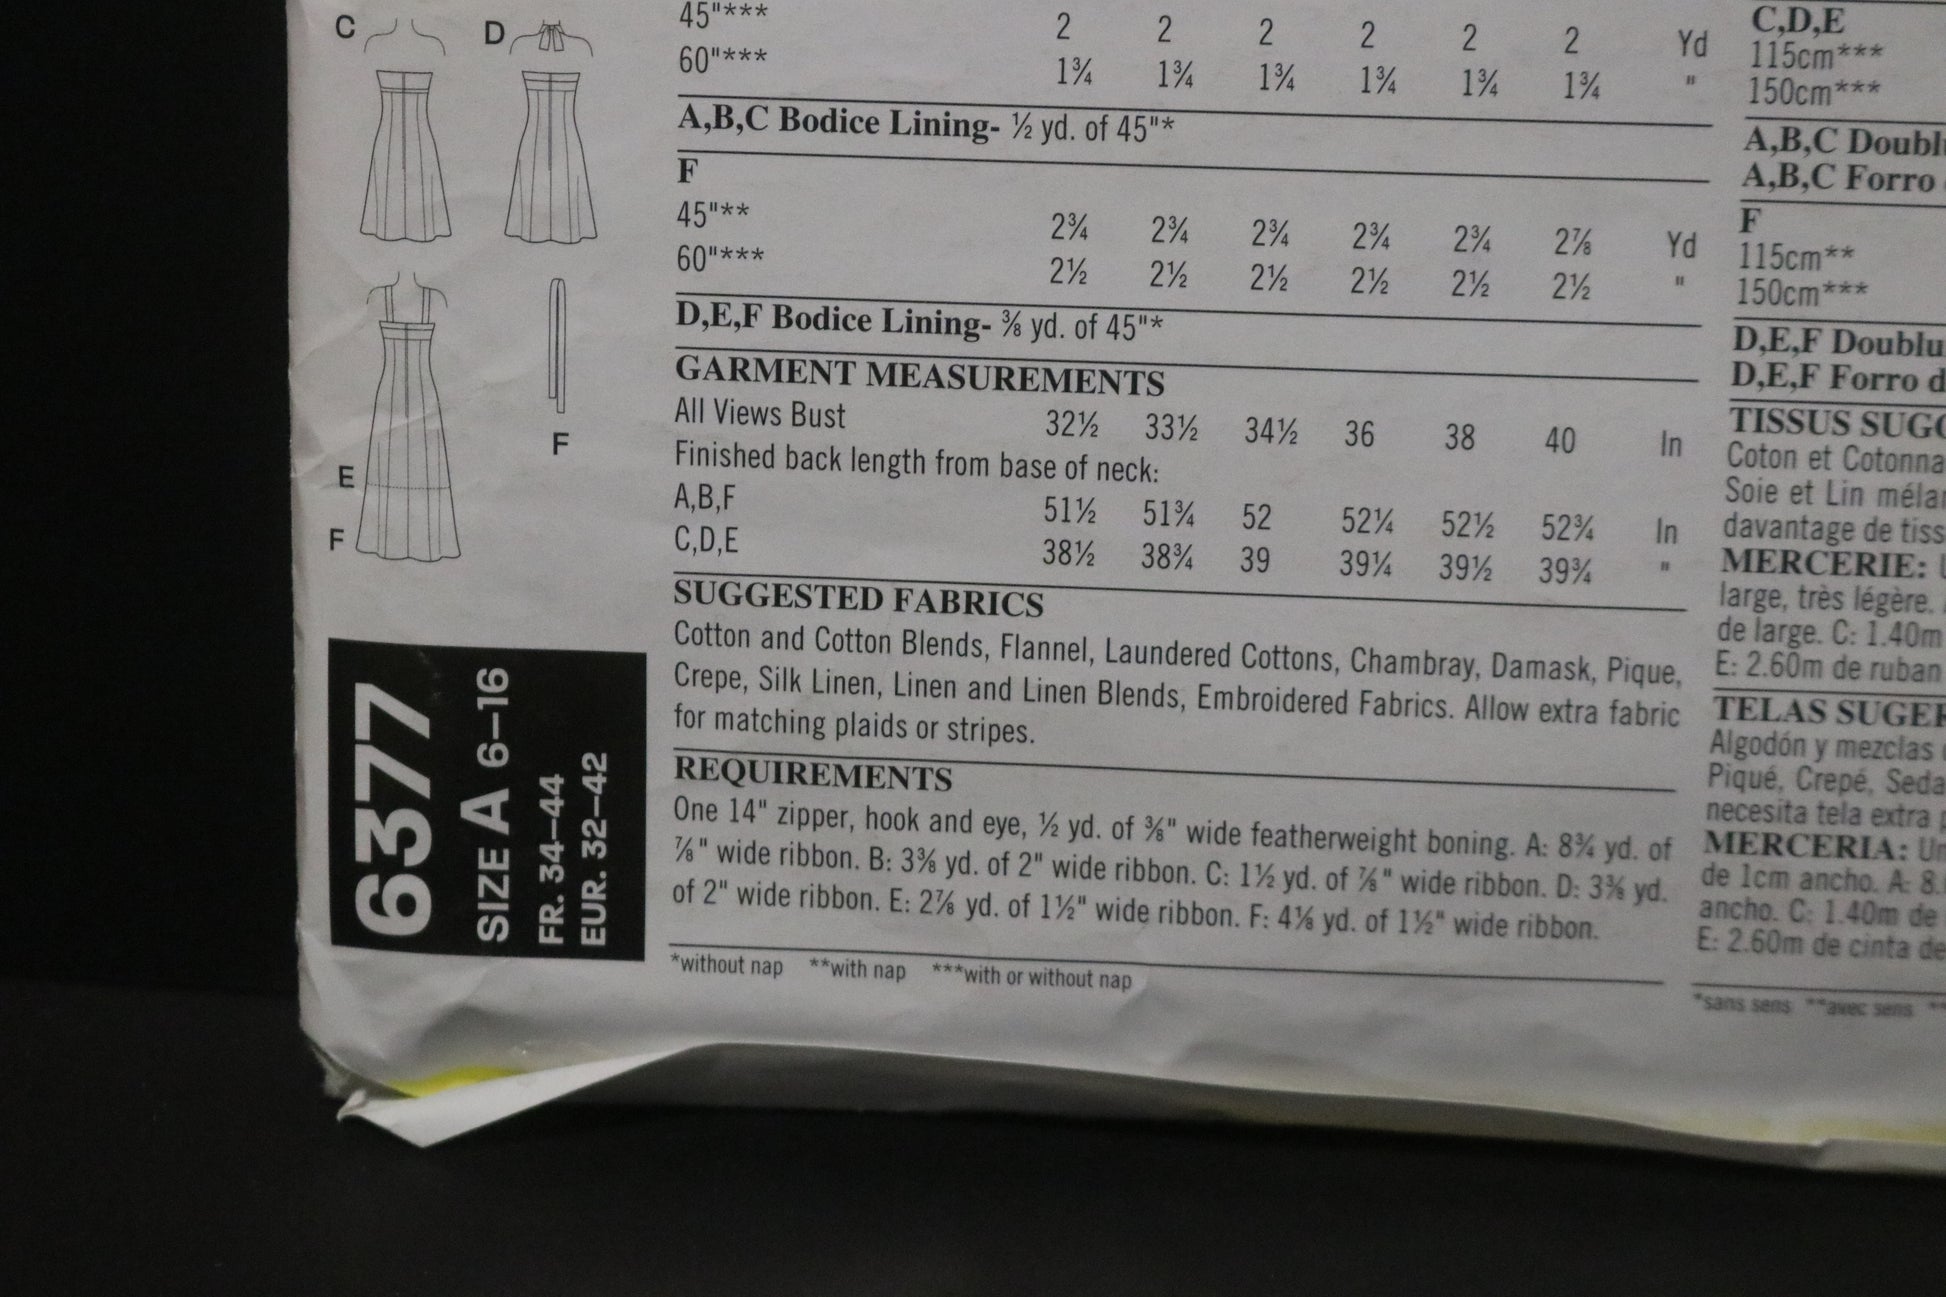 C
D
E
F
F
6377
SIZE A 6–16
FR. 34–44
EUR. 32–42
45"*** 2 2 2 2 2 2 Yd
60"*** 1¾ 1¾ 1¾ 1¾ 1¾ 1¾ "
A,B,C Bodice Lining- ½ yd. of 45"*
F
45"** 2¾ 2¾ 2¾ 2¾ 2¾ 2⅞ Yd
60"*** 2½ 2½ 2½ 2½ 2½ 2½ "
D,E,F Bodice Lining- ⅜ yd. of 45"*
GARMENT MEASUREMENTS
All Views Bust 32½ 33½ 34½ 36 38 40 In
Finished back length from base of neck:
A,B,F 51½ 51¾ 52 52¼ 52½ 52¾ In
C,D,E 38½ 38¾ 39 39¼ 39½ 39¾ "
SUGGESTED FABRICS
Cotton and Cotton Blends, Flannel, Laundered Cottons, Chambray, Damask, Pique,
Crepe, Silk Linen, Linen and Linen Blends, Embroidered Fabrics. Allow extra fabric
for matching plaids or stripes.
REQUIREMENTS
One 14" zipper, hook and eye, ½ yd. of ⅜" wide featherweight boning. A: 8¾ yd. of
⅞" wide ribbon. B: 3⅜ yd. of 2" wide ribbon. C: 1½ yd. of ⅞" wide ribbon. D: 3⅜ yd.
of 2" wide ribbon. E: 2⅞ yd. of 1½" wide ribbon. F: 4⅛ yd. of 1½" wide ribbon.
*without nap **with nap ***with or without nap
C,D,E
115cm***
150cm***
A,B,C Doubl
A,B,C Forro
F
115cm**
150cm***
D,E,F Doublu
D,E,F Forro d
TISSUS SUGG
Coton et Cotonna
Soie et Lin méla
davantage de tiss
MERCERIE:
large, très légère.
de large. C: 1.40m
E: 2.60m de ruban
TELAS SUGER
Algodón y mezclas
Piqué, Crepé, Seda
necesita tela extra
MERCERIA: Un
de 1cm ancho. A: 8.
ancho. C: 1.40m de
E: 2.60m de cinta de
*sans sens **avec sens